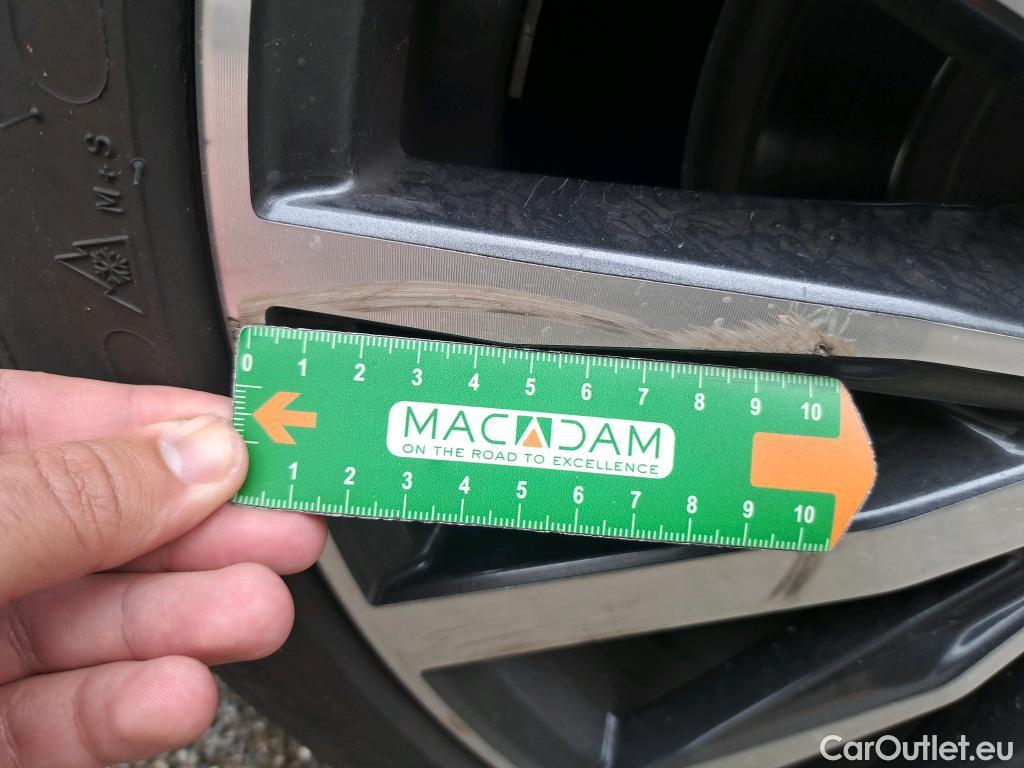 M+S
0 1 2 3 4 5 6 7 8 9 10
MACADAM
ON THE ROAD TO EXCELLENCE
1 2 3 4 5 6 7 8 9 10
CarOutlet.eu